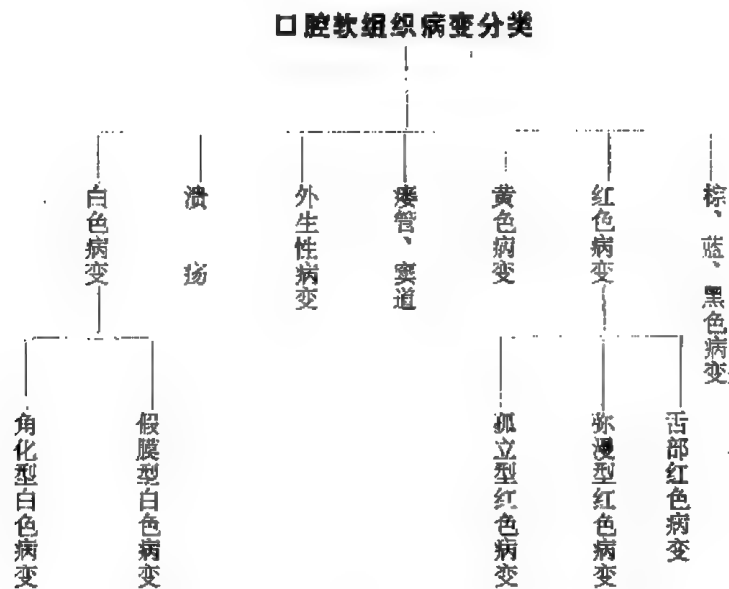 口腔软组织病变分类
白色病变
溃疡
外生性病变
瘘管、窦道
黄色病变
红色病变
棕、蓝、黑色病变
角化型白色病变
假膜型白色病变
孤立型红色病变
弥漫型红色病变
舌部红色病变